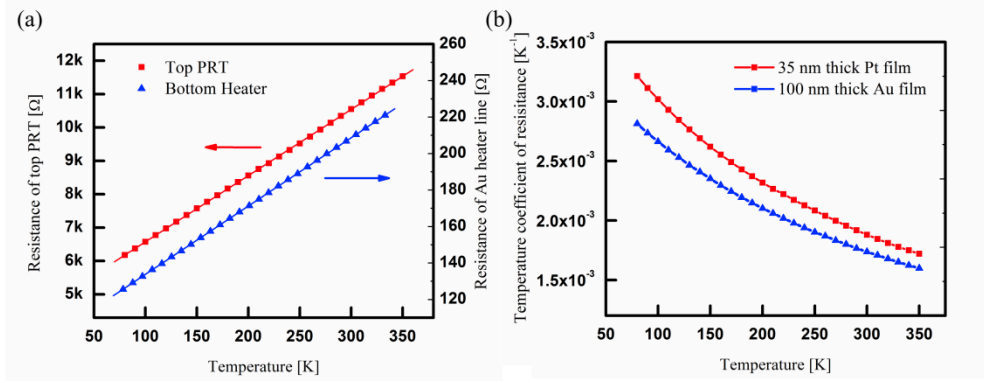 (a)
Resistance of top PRT [Ω]
12k
11k
10k
9k
8k
7k
6k
5k
Top PRT
Bottom Heater
260
240
220
200
180
160
140
120
Resistance of Au heater line [Ω]
50 100 150 200 250 300 350
Temperature [K]
(b)
Temperature coefficient of resisitance [K⁻¹]
3.5x10⁻³
3.0x10⁻³
2.5x10⁻³
2.0x10⁻³
1.5x10⁻³
35 nm thick Pt film
100 nm thick Au film
50 100 150 200 250 300 350
Temperature [K]